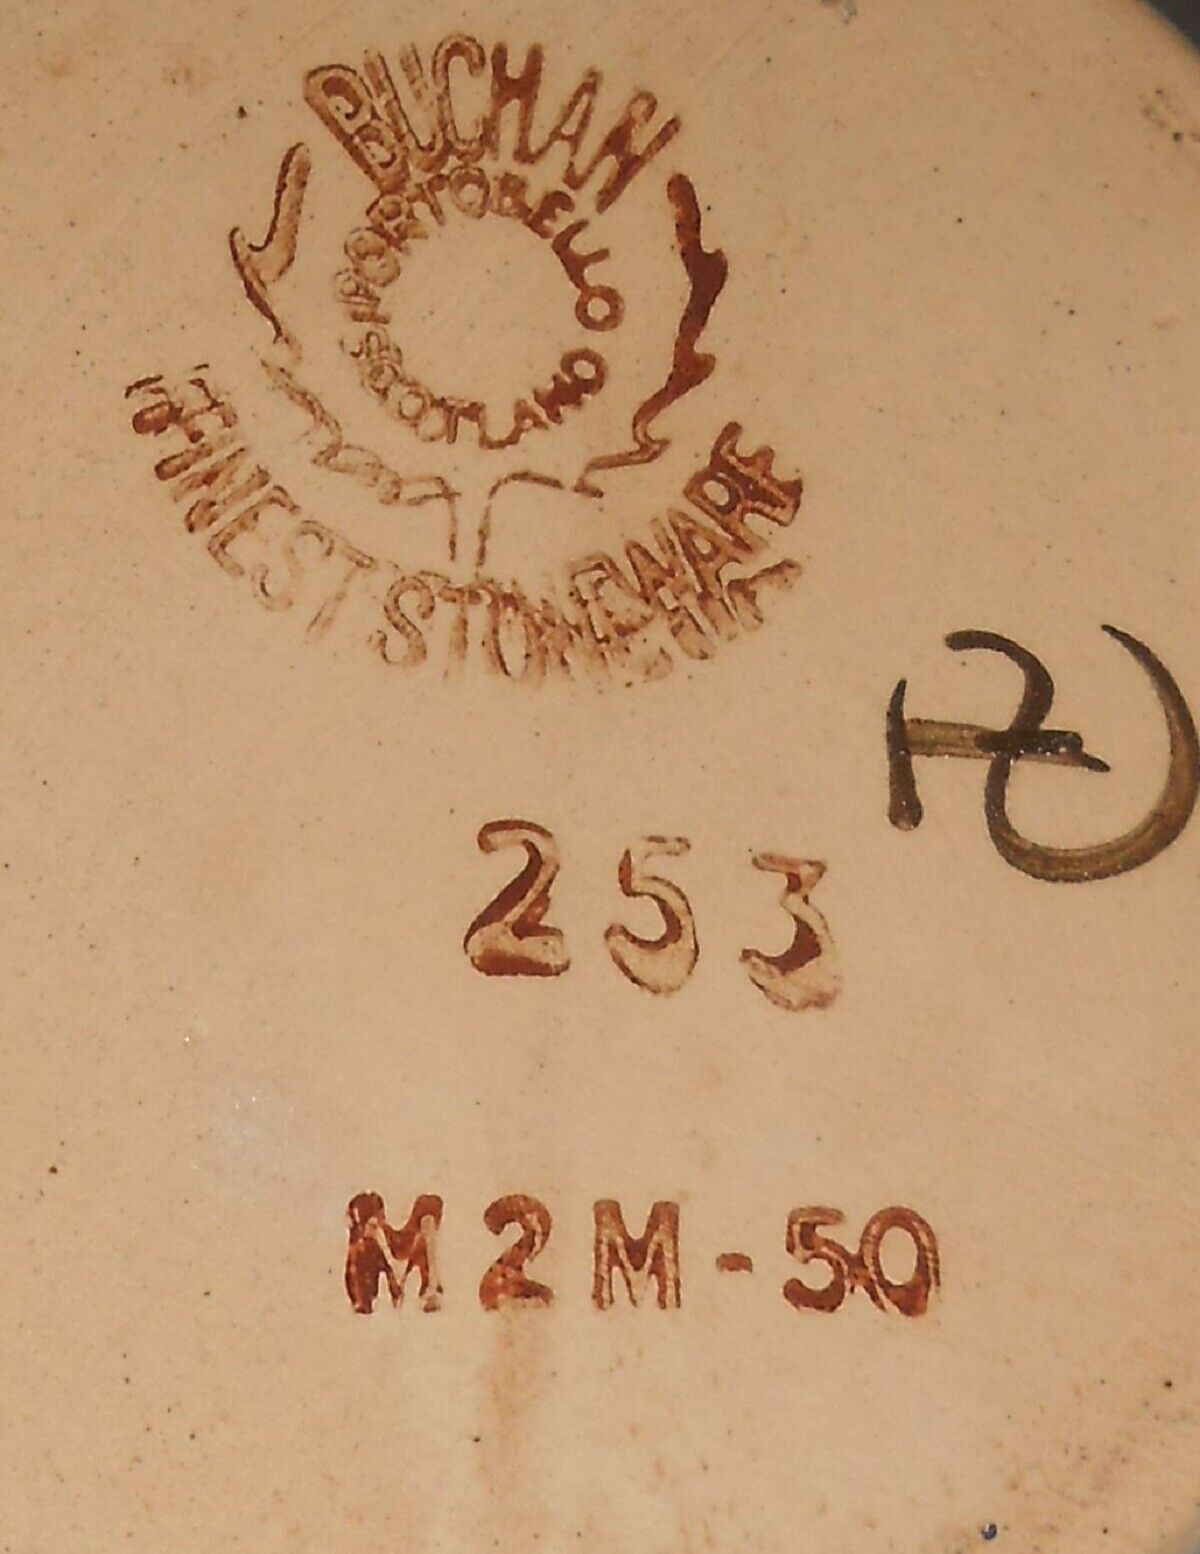 BUCHAN
PORTOBELLO
SCOTLAND
FINEST STONEWARE
253
M2M-50